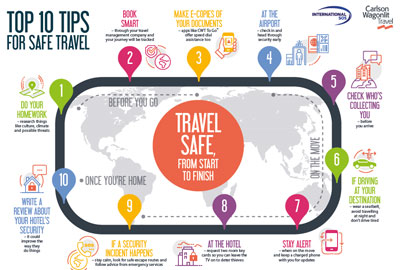 TOP 10 TIPS
FOR SAFE TRAVEL
INTERNATIONAL
SOS
Carlson
Wagonlit
Travel
1
DO YOUR
HOMEWORK
- research things
like culture, climate
and possible threats
2
BOOK
SMART
- through your travel
management company and
your journey will be tracked
3
MAKE E-COPIES OF
YOUR DOCUMENTS
- apps like CWT To Go
offer speed dial
assistance too
4
AT THE
AIRPORT
- check in and
head through
security early
5
CHECK WHO'S
COLLECTING
YOU
- before
you arrive
6
IF DRIVING
AT YOUR
DESTINATION
- wear a seatbelt,
avoid travelling
at night and
don't drive tired
7
STAY ALERT
- when on the move
and keep a charged
phone with you for updates
8
AT THE HOTEL
- request two room key
cards so you can leave the
TV on to deter thieves
9
IF A SECURITY
INCIDENT HAPPENS
- stay calm, look for safe escape routes and
follow advice from emergency services
10
WRITE A
REVIEW ABOUT
YOUR HOTEL'S
SECURITY
- it could
improve the
way they
do things
BEFORE YOU GO
ON THE MOVE
ONCE YOU'RE HOME
TRAVEL
SAFE,
FROM START
TO FINISH